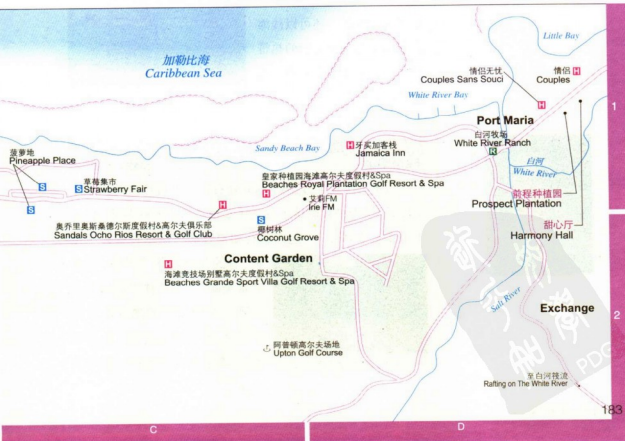 加勒比海
Caribbean Sea
Little Bay
情侣无忧
Couples Sans Souci
情侣 H
Couples
1
White River Bay
Port Maria
白河牧场
White River Ranch
R
H 牙买加客栈
Jamaica Inn
Sandy Beach Bay
菠萝地
Pineapple Place
S
S
S 草莓集市
Strawberry Fair
白河
White River
皇家种植园海滩高尔夫度假村&Spa
H Beaches Royal Plantation Golf Resort & Spa
前程种植园
Prospect Plantation
艾莉FM
Irie FM
H
奥乔里奥斯桑德尔斯度假村&高尔夫俱乐部
Sandals Ocho Rios Resort & Golf Club
S
椰树林
Coconut Grove
甜心厅
Harmony Hall
Content Garden
H
海滩竞技场别墅高尔夫度假村&Spa
Beaches Grande Sport Villa Golf Resort & Spa
Salt River
Exchange
2
阿普顿高尔夫场地
Upton Golf Course
至白河筏流
Rafting on The White River
PDG
183
C
D